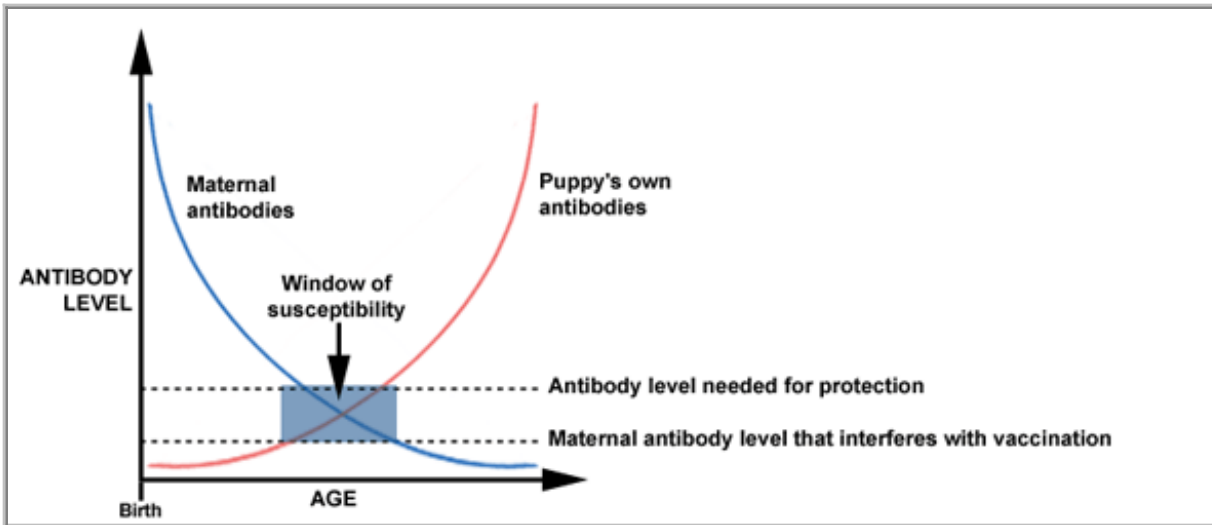 Maternal
antibodies
Puppy's own
antibodies
Window of
susceptibility
ANTIBODY
LEVEL
Antibody level needed for protection
Maternal antibody level that interferes with vaccination
AGE
Birth